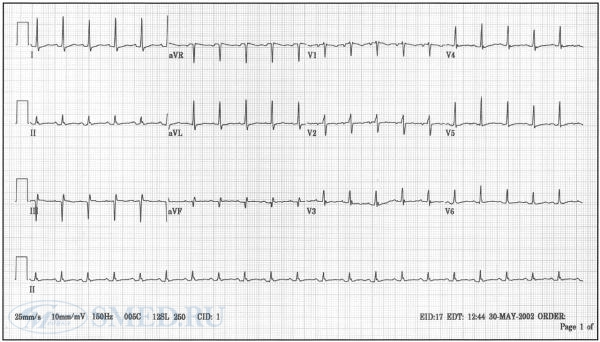 I aVR V1 V4
II aVL V2 V5
III aVF V3 V6
II
SMED.RU
25mm/s 10mm/mV 150Hz 005C 12SL 250 CID: 1 EID:17 EDT: 12:44 30-MAY-2002 ORDER:
Page 1 of